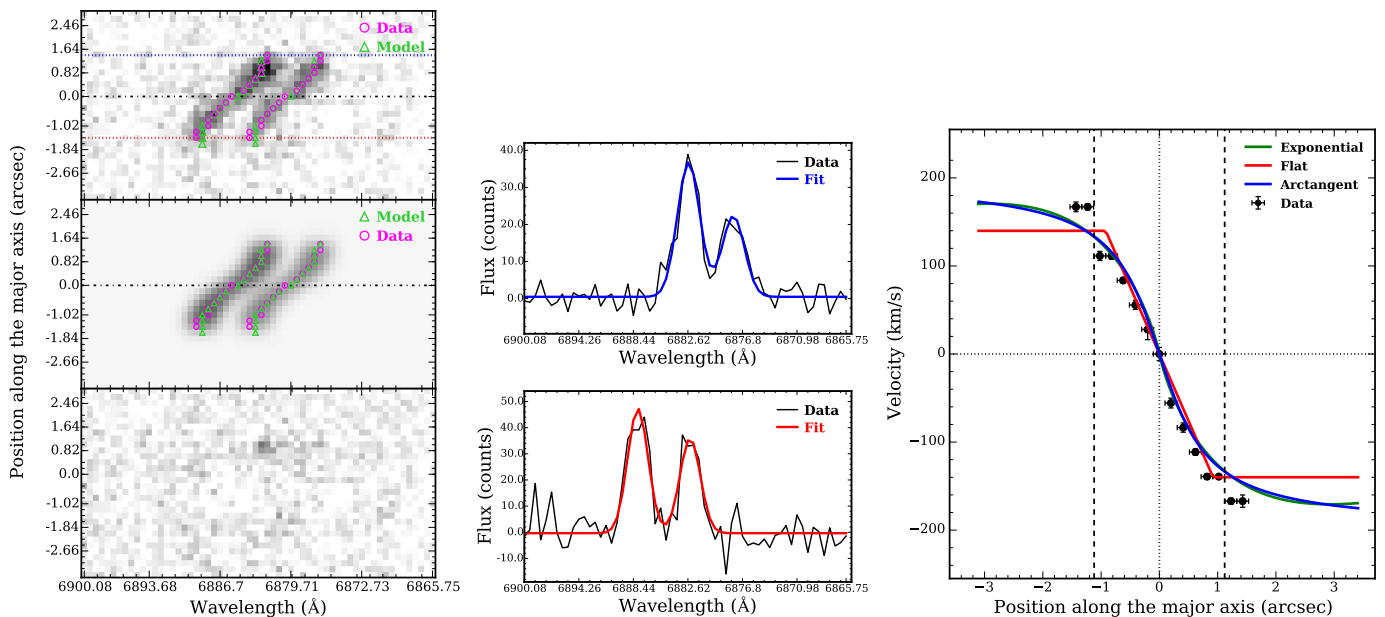 Position along the major axis (arcsec)
2.46
1.64
0.82
0.0
-1.02
-1.84
-2.66
Data
Model
2.46
1.64
0.82
0.0
-1.02
-1.84
-2.66
Model
Data
2.46
1.64
0.82
0.0
-1.02
-1.84
-2.66
6900.08 6893.68 6886.7 6879.71 6872.73 6865.75
Wavelength (Å)
Flux (counts)
40.0
30.0
20.0
10.0
0.0
Data
Fit
6900.08 6894.26 6888.44 6882.62 6876.8 6870.98 6865.75
Wavelength (Å)
Flux (counts)
50.0
40.0
30.0
20.0
10.0
0.0
-10.0
Data
Fit
6900.08 6894.26 6888.44 6882.62 6876.8 6870.98 6865.75
Wavelength (Å)
Velocity (km/s)
200
100
0
−100
−200
Exponential
Flat
Arctangent
Data
−3 −2 −1 0 1 2 3
Position along the major axis (arcsec)